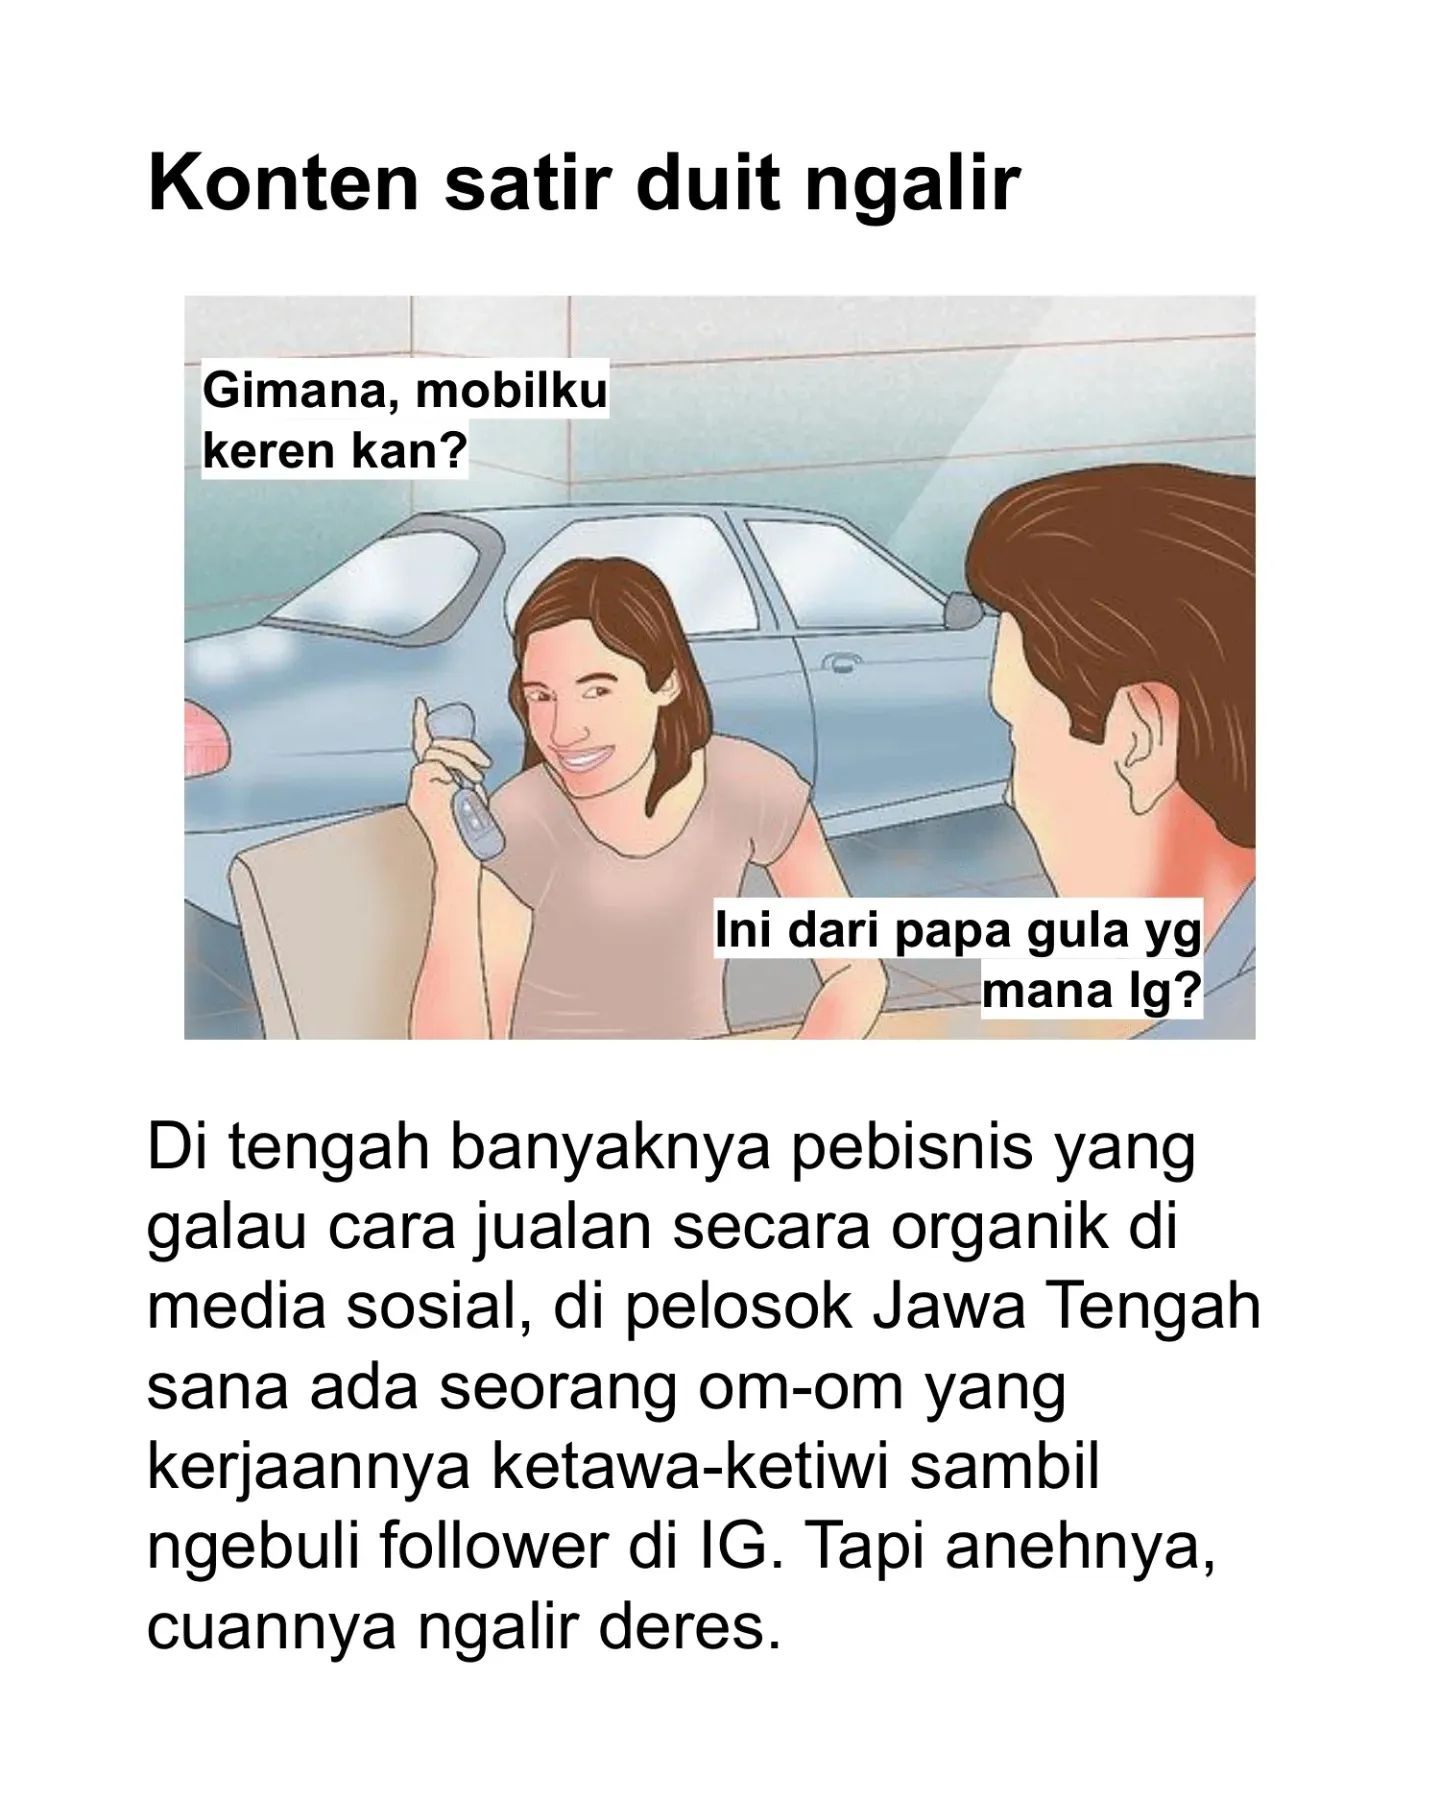 Konten satir duit ngalir
Gimana, mobilku
keren kan?
Ini dari papa gula yg
mana lg?
Di tengah banyaknya pebisnis yang
galau cara jualan secara organik di
media sosial, di pelosok Jawa Tengah
sana ada seorang om-om yang
kerjaannya ketawa-ketiwi sambil
ngebuli follower di IG. Tapi anehnya,
cuannya ngalir deres.